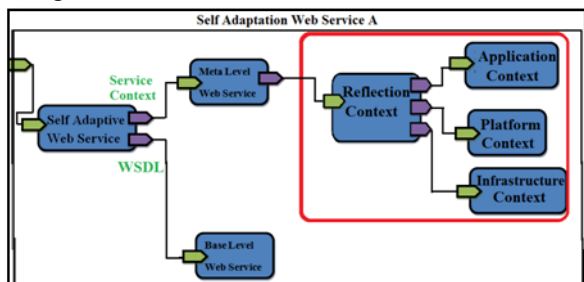 Self Adaptation Web Service A
Service
Context
Meta Level
Web Service
Application
Context
Reflection
Context
Self Adaptive
Web Service
Platform
Context
WSDL
Infrastructure
Context
Base Level
Web Service